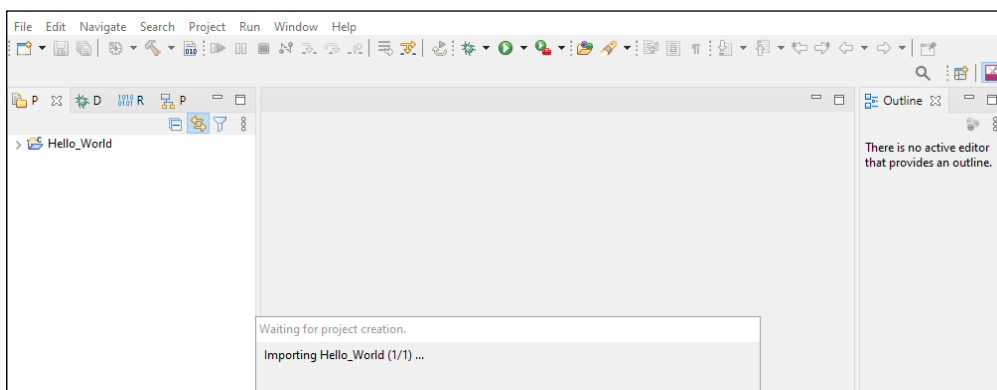 File Edit Navigate Search Project Run Window Help
P D R P
Outline
Hello_World
There is no active editor
that provides an outline.
Waiting for project creation.
Importing Hello_World (1/1) ...